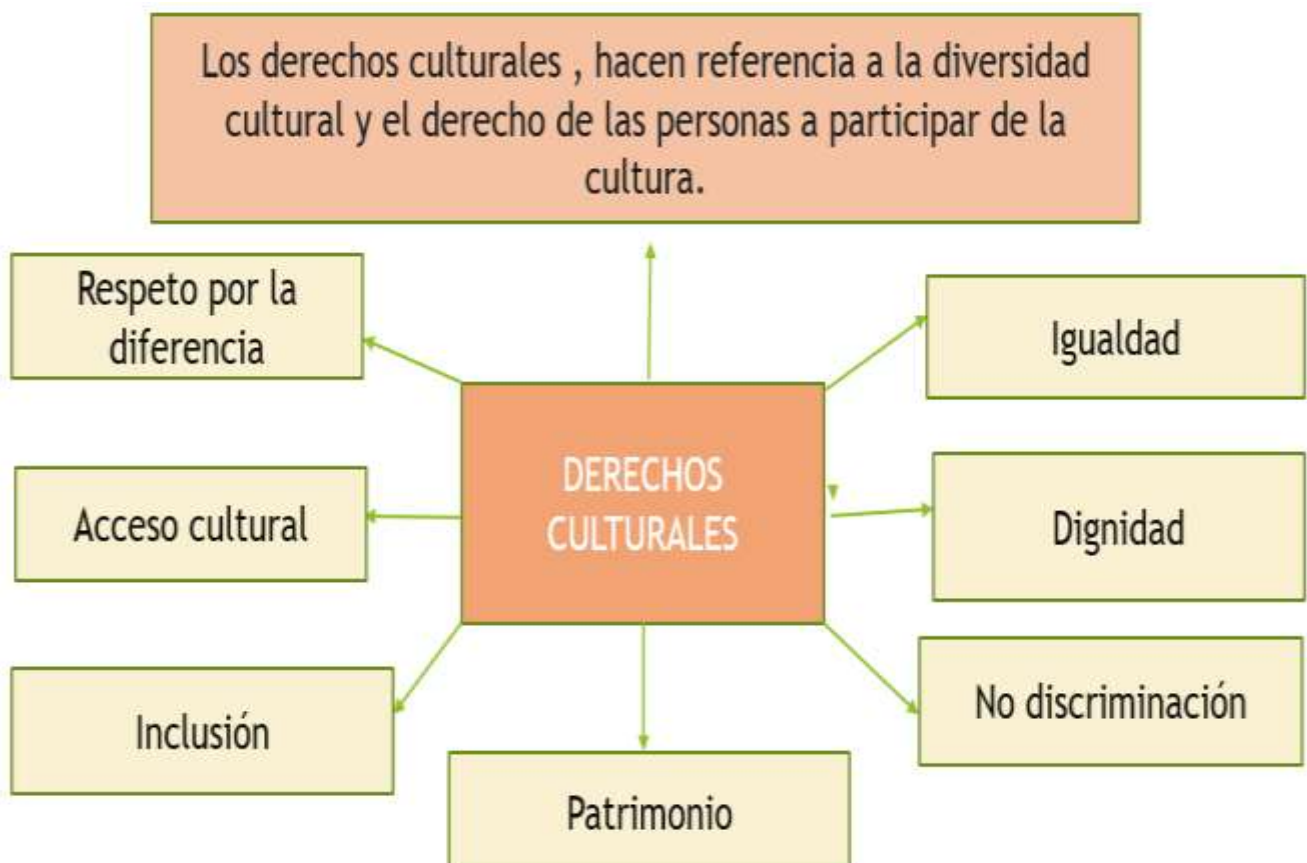 Los derechos culturales , hacen referencia a la diversidad
cultural y el derecho de las personas a participar de la
cultura.
Respeto por la
diferencia
Igualdad
DERECHOS
CULTURALES
Acceso cultural
Dignidad
Inclusión
No discriminación
Patrimonio